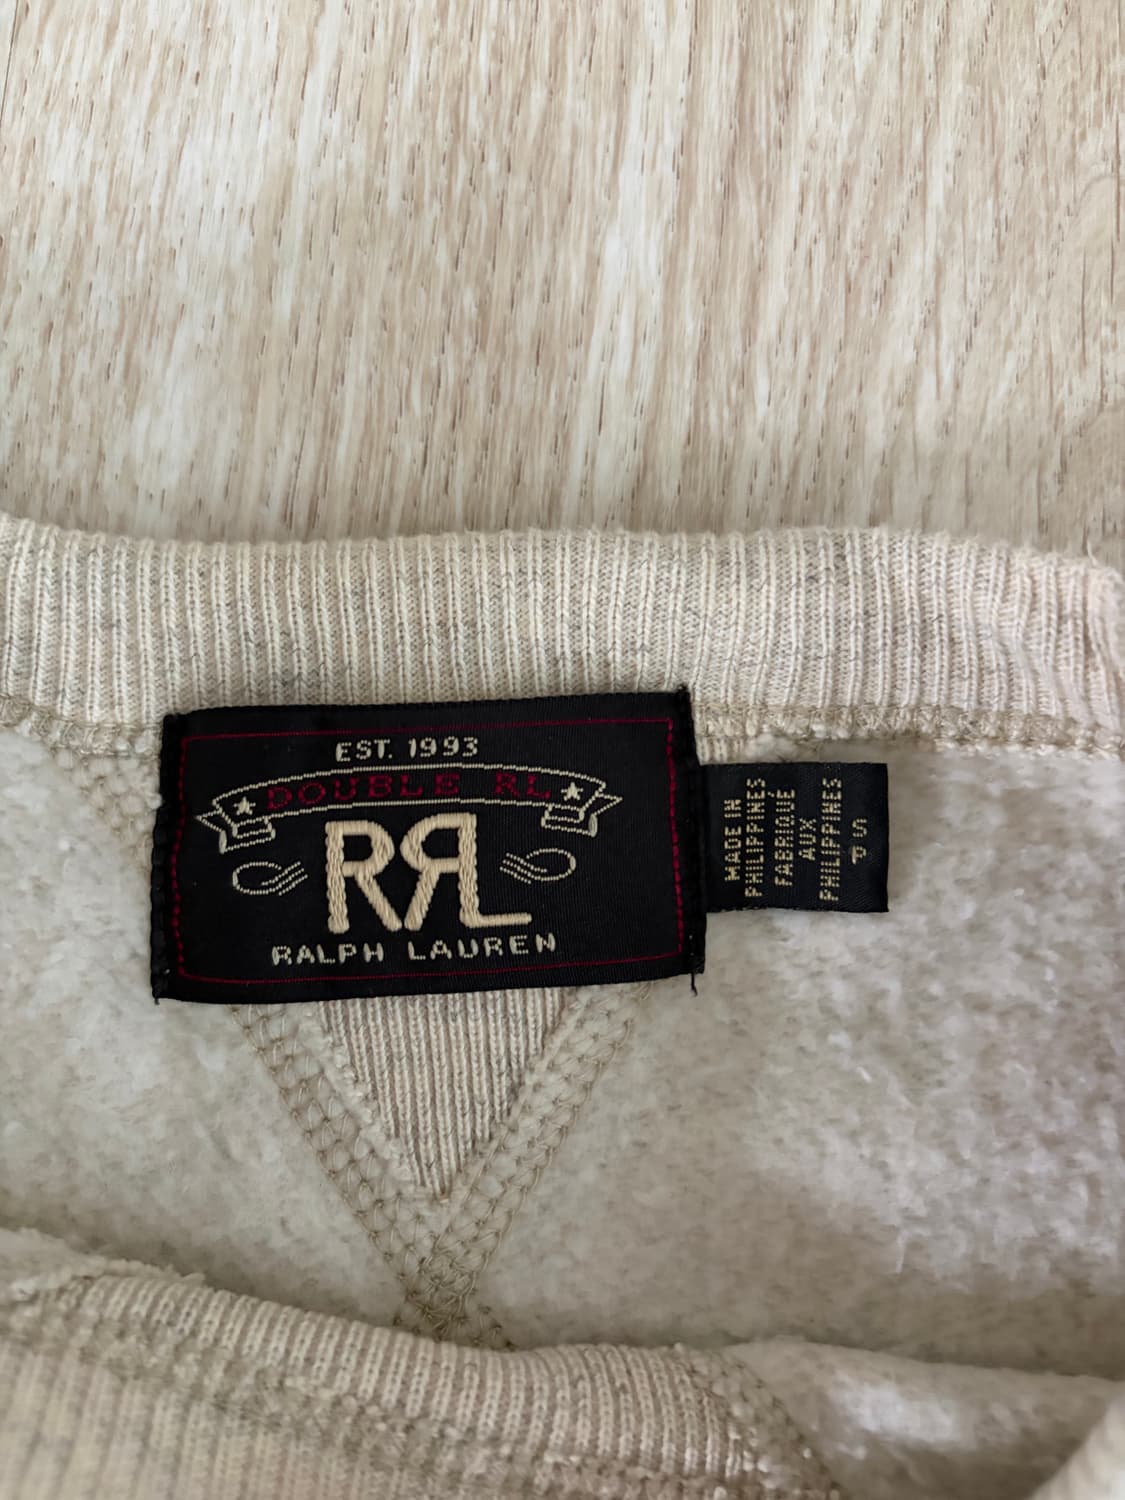 EST. 1993
DOUBLE RL
RRL
RALPH LAUREN
MADE IN
PHILIPPINES
FABRIQUÉ
AUX
PHILIPPINES
S
P